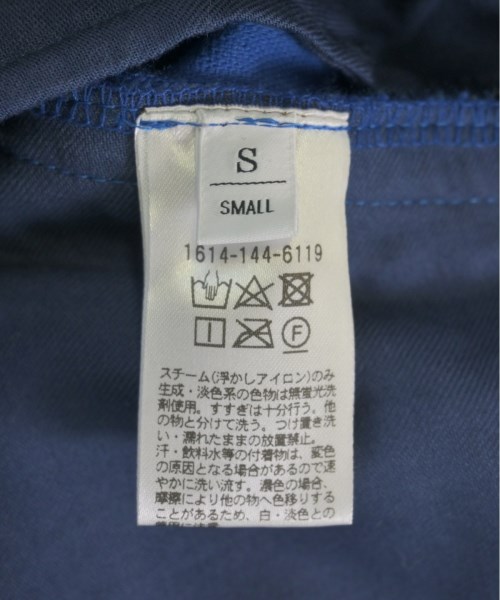 S
SMALL
1614-144-6119
F
スチーム(浮かしアイロン)のみ
生成・淡色系の色物は無蛍光洗
剤使用。すすぎは十分行う。他
の物と分けて洗う。つけ置き洗
い・濡れたままの放置禁止。
汗・飲料水等の付着物は、変色
の原因となる場合があるので速
やかに洗い流す。濃色の場合、
摩擦により他の物へ色移りする
ことがあるため、白・淡色との